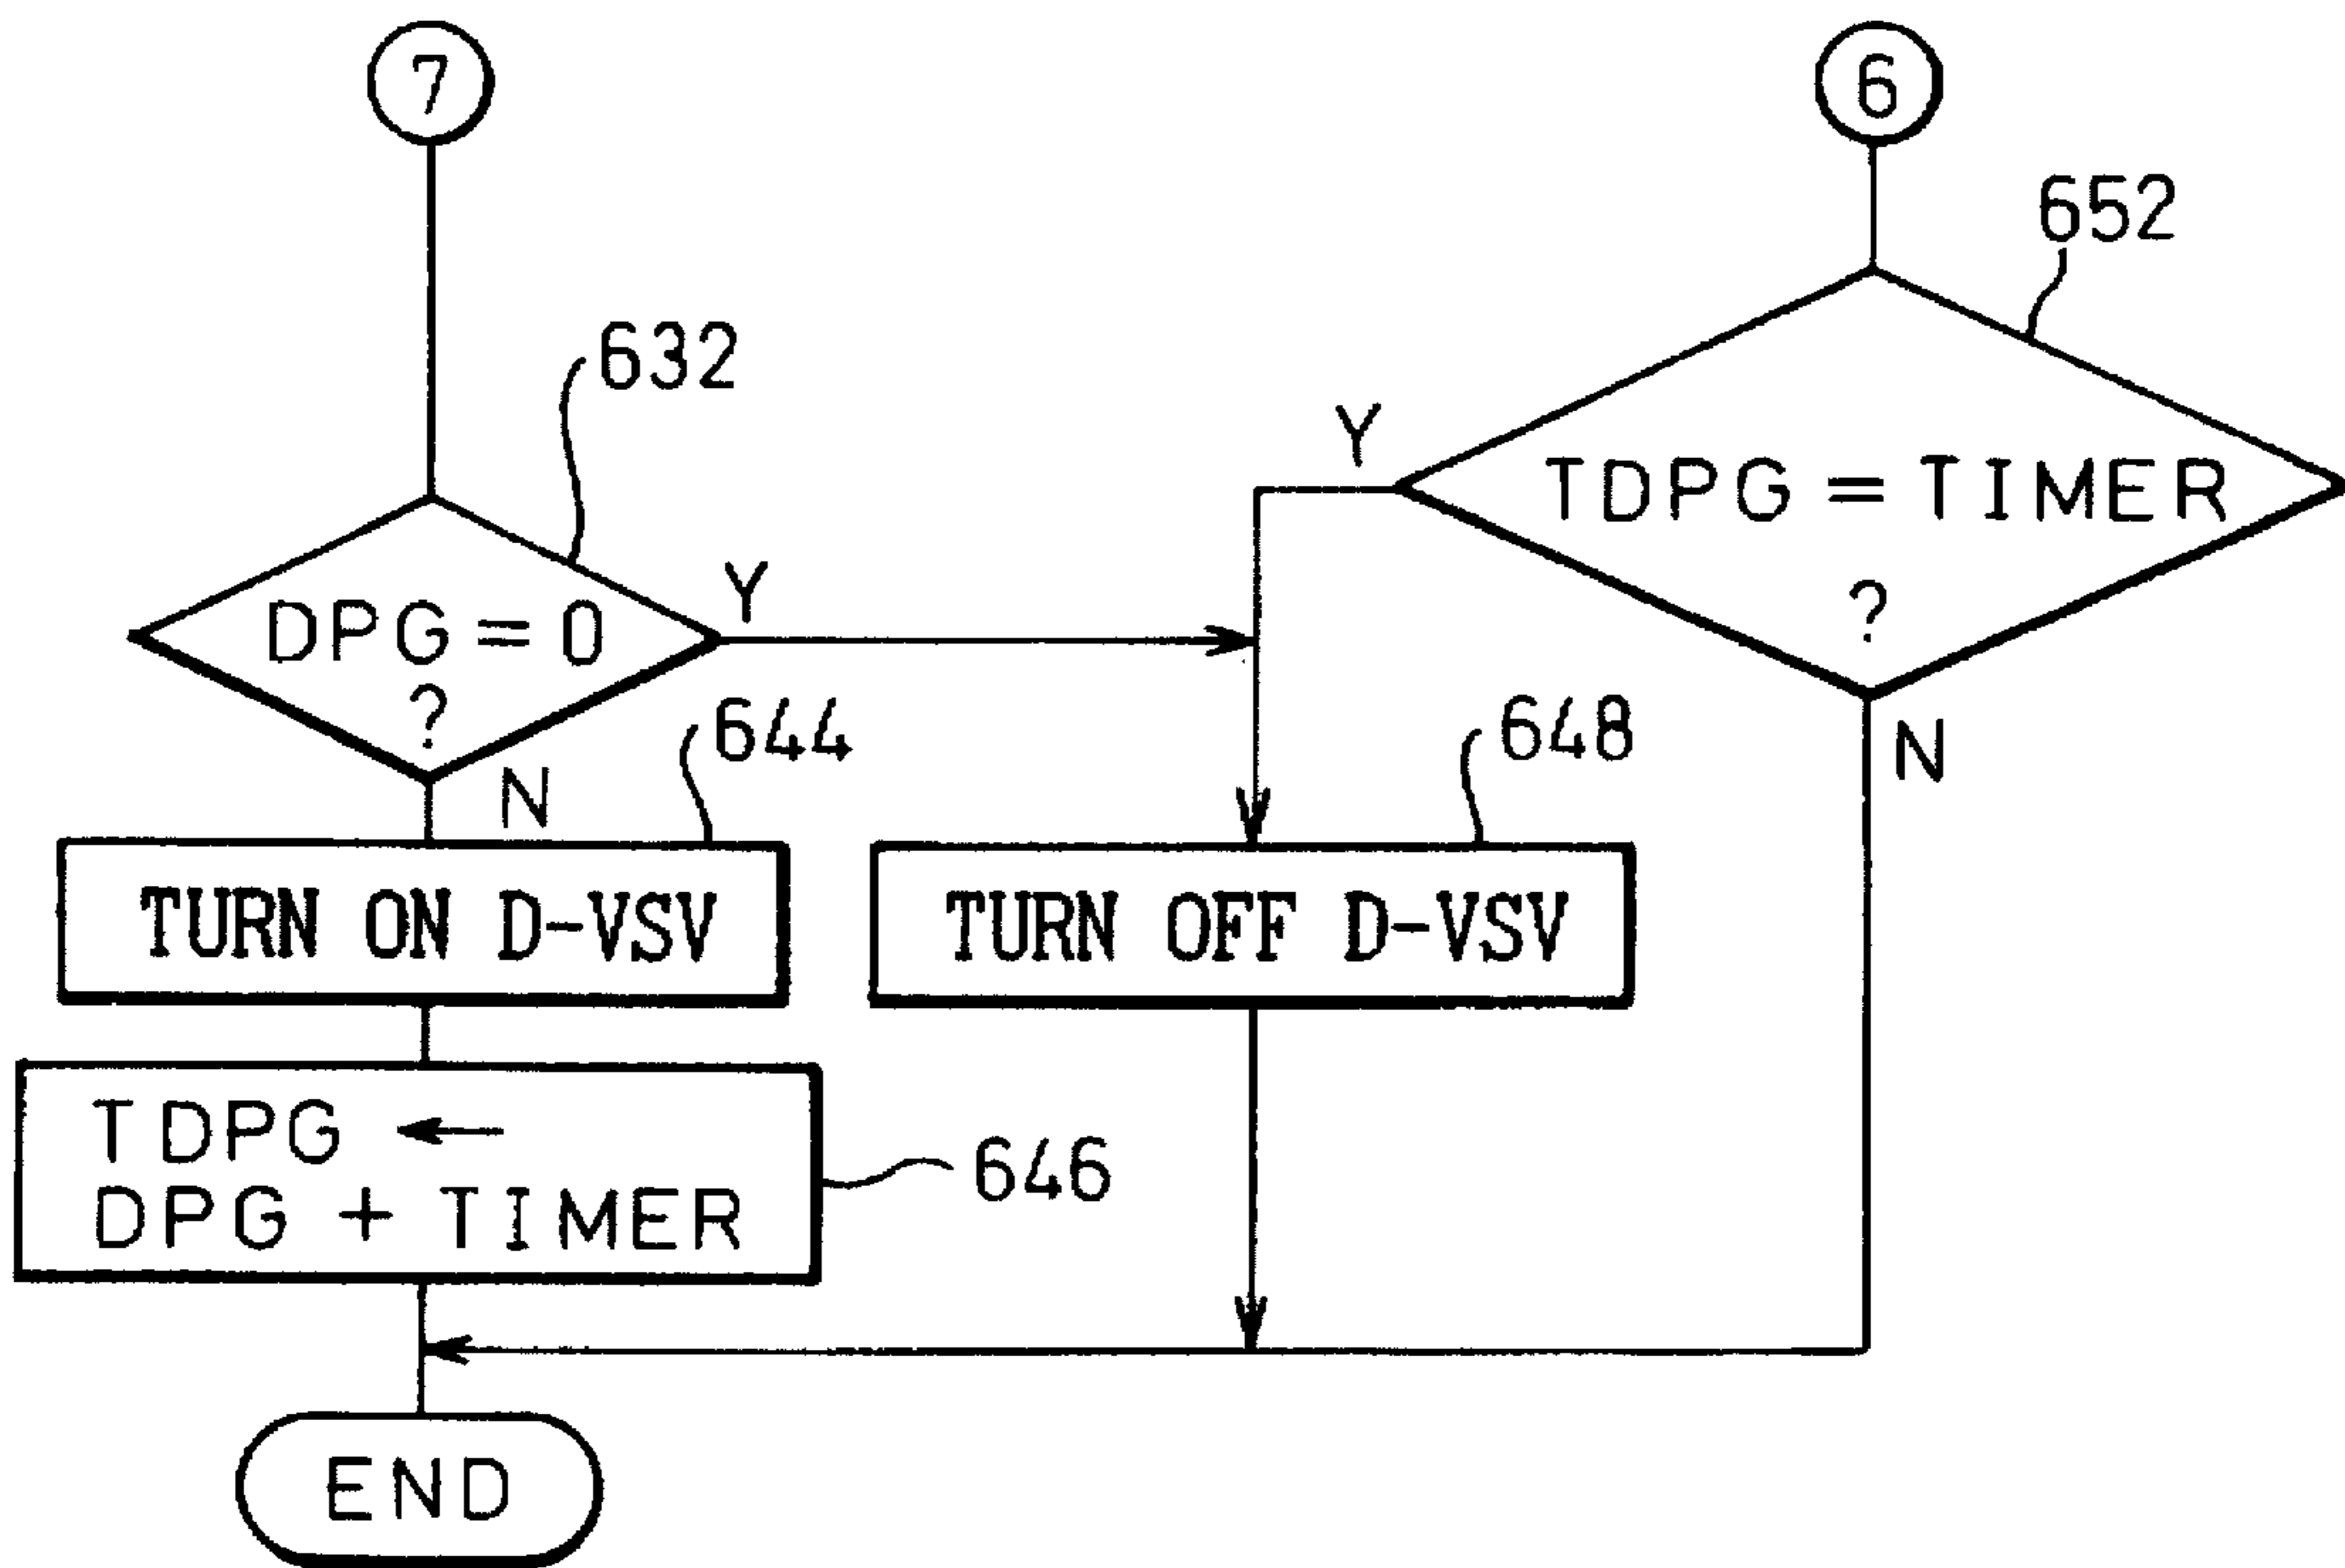 7
6
652
632
Y
TDPG = TIMER
?
Y
DPG = 0
?
644
648
N
N
TURN ON D-VSV
TURN OFF D-VSV
TDPG ←
DPG + TIMER
646
END